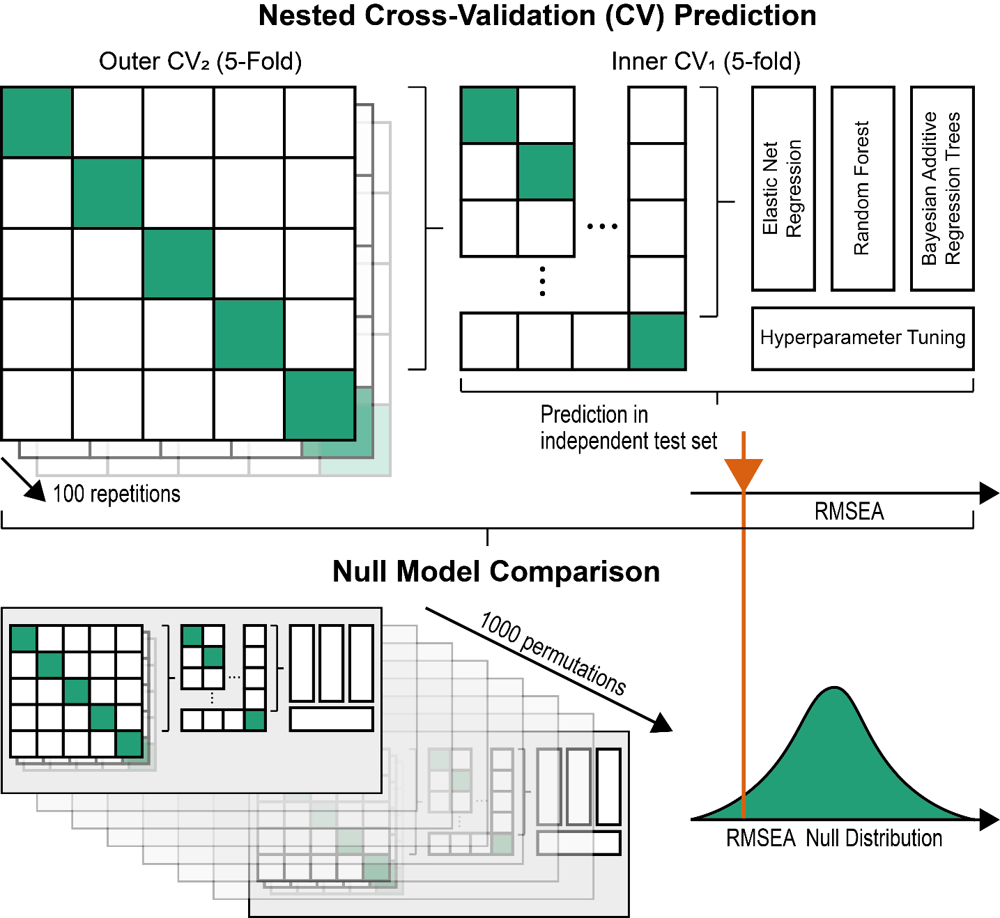 Nested Cross-Validation (CV) Prediction
Outer CV₂ (5-Fold)
Inner CV₁ (5-fold)
Elastic Net
Regression
Random Forest
Bayesian Additive
Regression Trees
Hyperparameter Tuning
Prediction in
independent test set
100 repetitions
RMSEA
Null Model Comparison
1000 permutations
RMSEA Null Distribution